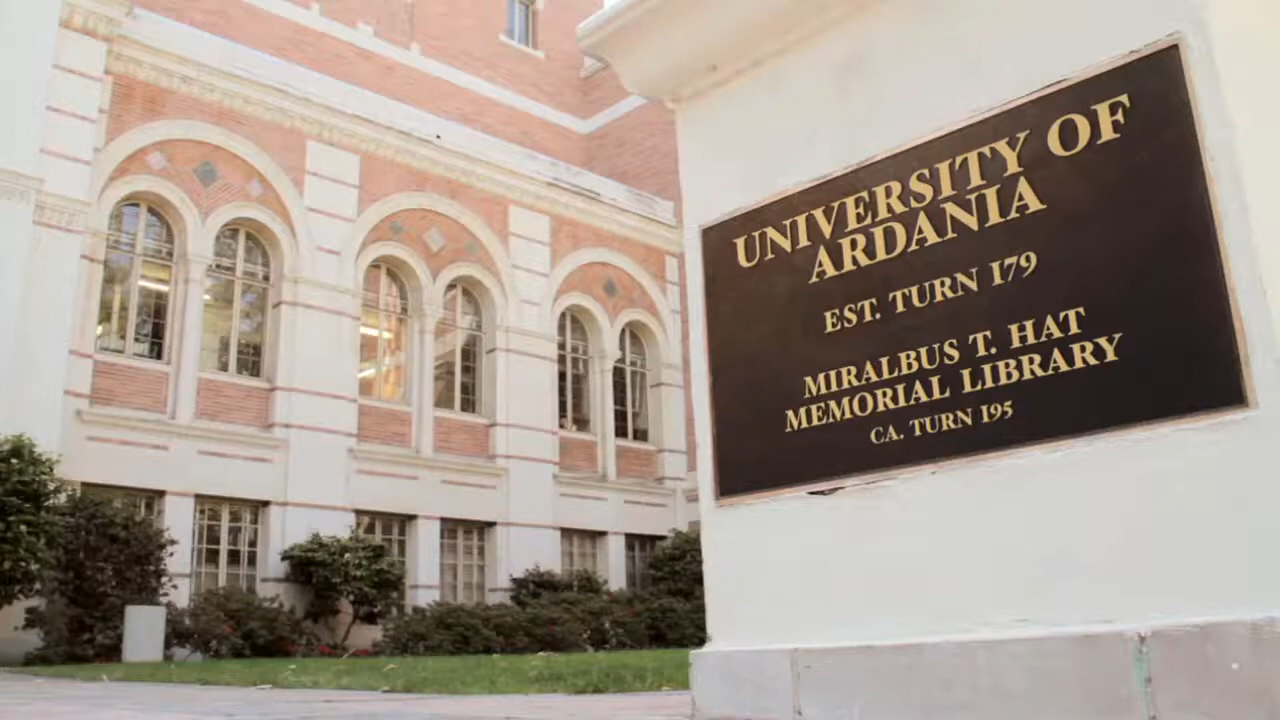 UNIVERSITY OF
ARDANIA
EST. TURN 179
MIRALBUS T. HAT
MEMORIAL LIBRARY
CA. TURN 195